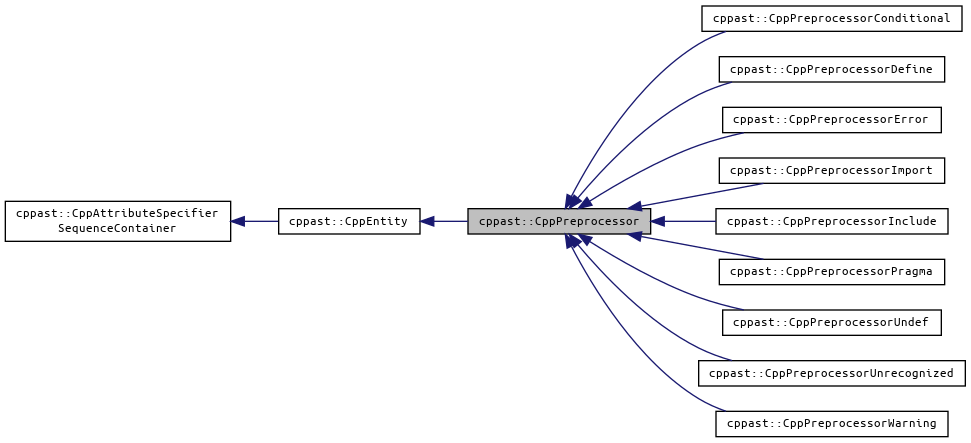 cppast::CppAttributeSpecifier
SequenceContainer
cppast::CppEntity
cppast::CppPreprocessor
cppast::CppPreprocessorConditional
cppast::CppPreprocessorDefine
cppast::CppPreprocessorError
cppast::CppPreprocessorImport
cppast::CppPreprocessorInclude
cppast::CppPreprocessorPragma
cppast::CppPreprocessorUndef
cppast::CppPreprocessorUnrecognized
cppast::CppPreprocessorWarning